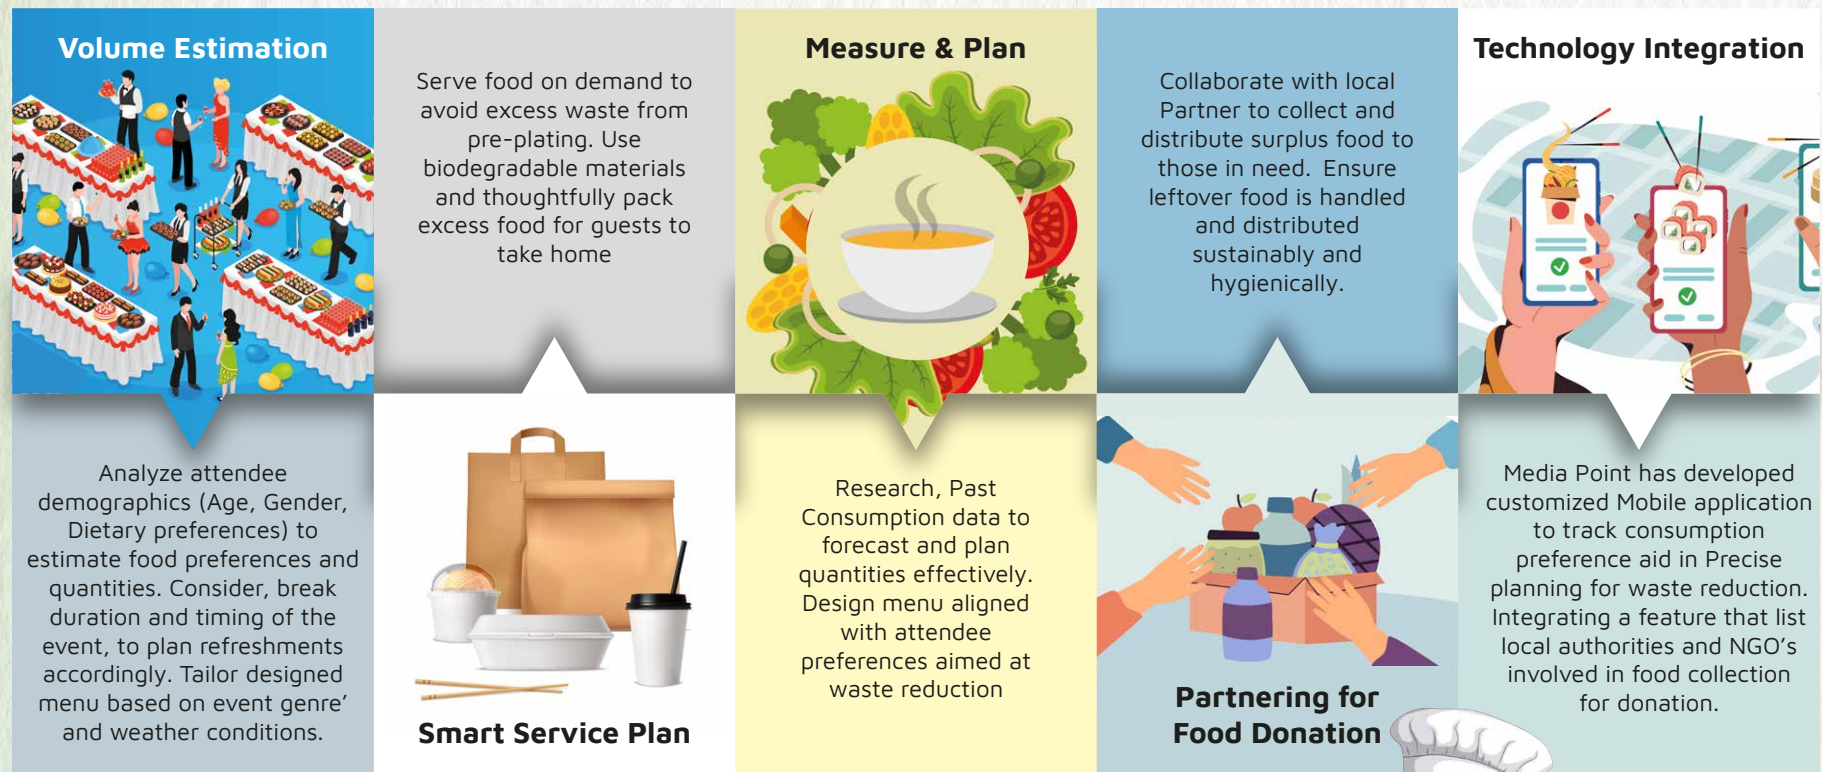 Volume Estimation
Analyze attendee
demographics (Age, Gender,
Dietary preferences) to
estimate food preferences and
quantities. Consider, break
duration and timing of the
event, to plan refreshments
accordingly. Tailor designed
menu based on event genre’
and weather conditions.
Serve food on demand to
avoid excess waste from
pre-plating. Use
biodegradable materials
and thoughtfully pack
excess food for guests to
take home
Smart Service Plan
Measure & Plan
Research, Past
Consumption data to
forecast and plan
quantities effectively.
Design menu aligned
with attendee
preferences aimed at
waste reduction
Collaborate with local
Partner to collect and
distribute surplus food to
those in need. Ensure
leftover food is handled
and distributed
sustainably and
hygienically.
Partnering for
Food Donation
Technology Integration
Media Point has developed
customized Mobile application
to track consumption
preference aid in Precise
planning for waste reduction.
Integrating a feature that list
local authorities and NGO’s
involved in food collection
for donation.